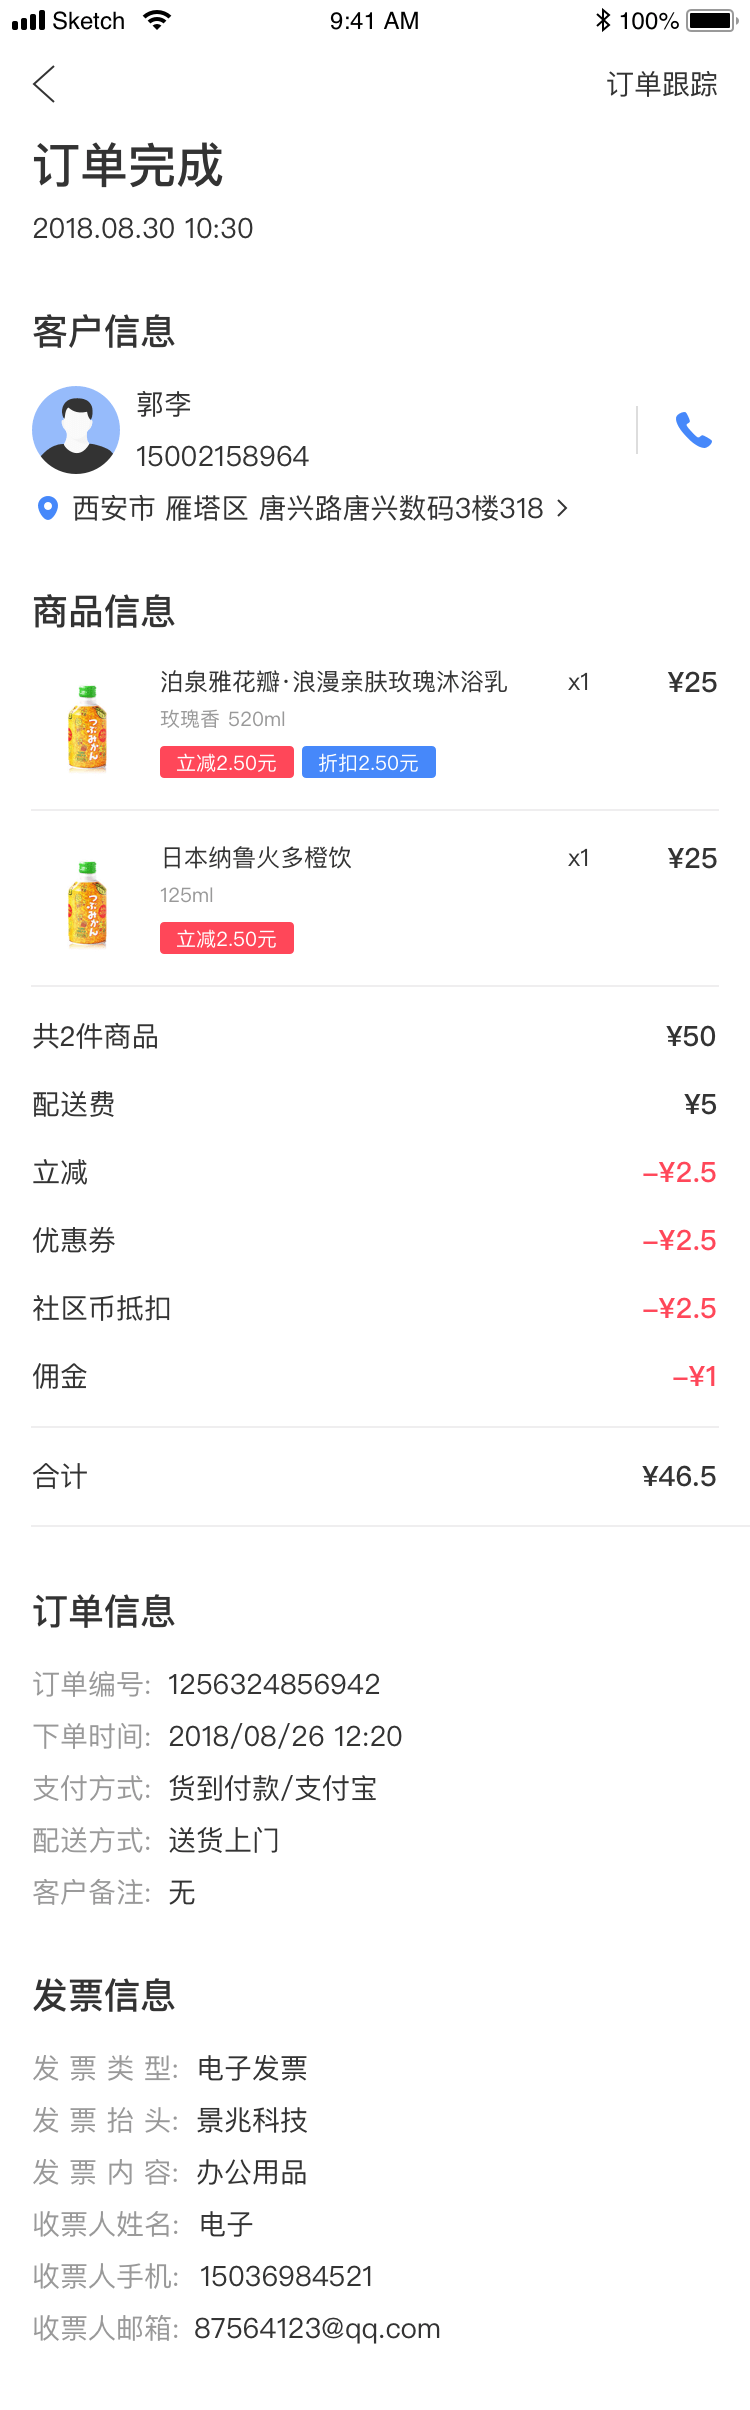 Sketch 9:41 AM 100%
订单跟踪
订单完成
2018.08.30 10:30
客户信息
郭李
15002158964
西安市 雁塔区 唐兴路唐兴数码3楼318
商品信息
泊泉雅花瓣·浪漫亲肤玫瑰沐浴乳 x1 ¥25
玫瑰香 520ml
立减2.50元 折扣2.50元
つぶみかん
日本纳鲁火多橙饮 x1 ¥25
125ml
立减2.50元
つぶみかん
共2件商品 ¥50
配送费 ¥5
立减 -¥2.5
优惠券 -¥2.5
社区币抵扣 -¥2.5
佣金 -¥1
合计 ¥46.5
订单信息
订单编号: 1256324856942
下单时间: 2018/08/26 12:20
支付方式: 货到付款/支付宝
配送方式: 送货上门
客户备注: 无
发票信息
发 票 类 型: 电子发票
发 票 抬 头: 景兆科技
发 票 内 容: 办公用品
收票人姓名: 电子
收票人手机: 15036984521
收票人邮箱: 87564123@qq.com